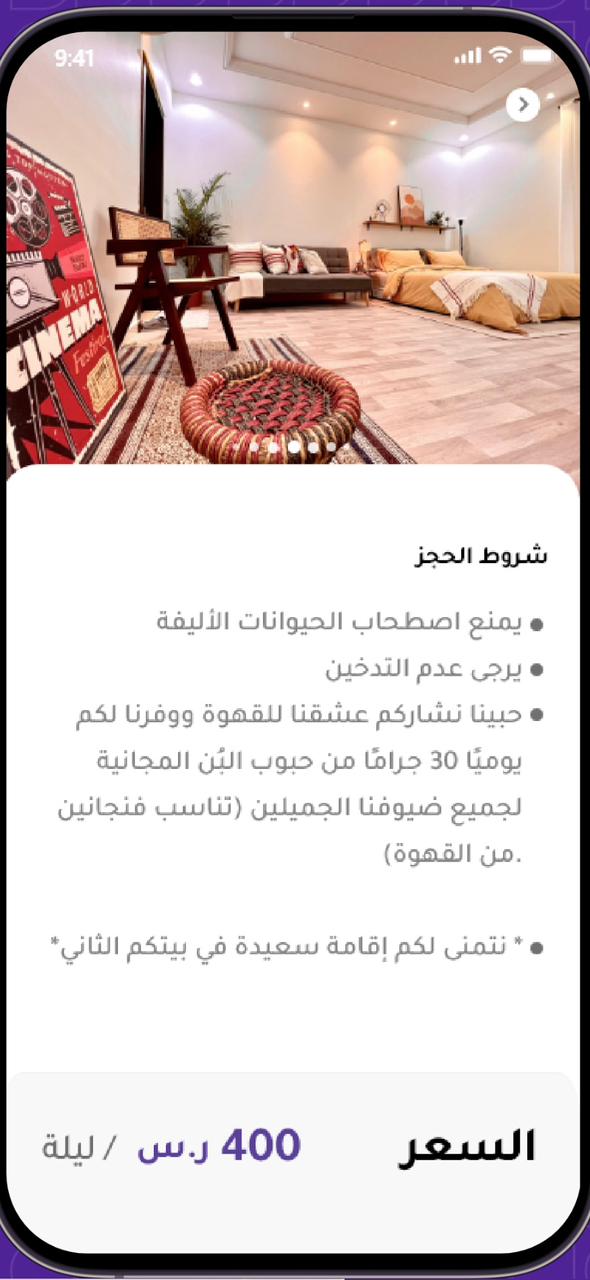 9:41
WORLD
CINEMA
Festival
شروط الحجز
● يمنع اصطحاب الحيوانات الأليفة
● يرجى عدم التدخين
● حبينا نشاركم عشقنا للقهوة ووفرنا لكم
يوميًا 30 جرامًا من حبوب البُن المجانية
لجميع ضيوفنا الجميلين (تناسب فنجانين
.من القهوة)
● * نتمنى لكم إقامة سعيدة في بيتكم الثاني*
السعر
400 ر.س / ليلة